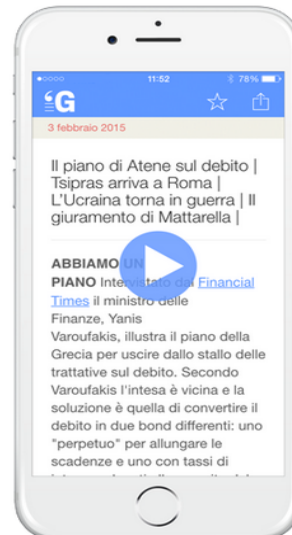 11:52
78%
G
3 febbraio 2015
Il piano di Atene sul debito |
Tsipras arriva a Roma |
L'Ucraina torna in guerra | Il
giuramento di Mattarella |
ABBIAMO UN
PIANO Intervistato dal Financial
Times il ministro delle
Finanze, Yanis
Varoufakis, illustra il piano della
Grecia per uscire dallo stallo delle
trattative sul debito. Secondo
Varoufakis l'intesa è vicina e la
soluzione è quella di convertire il
debito in due bond differenti: uno
"perpetuo" per allungare le
scadenze e uno con tassi di